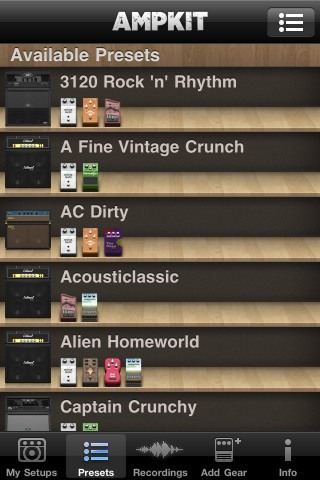 AMPKIT
Available Presets
3120 Rock 'n' Rhythm
A Fine Vintage Crunch
AC Dirty
Acousticlassic
Alien Homeworld
Captain Crunchy
My Setups Presets Recordings Add Gear Info